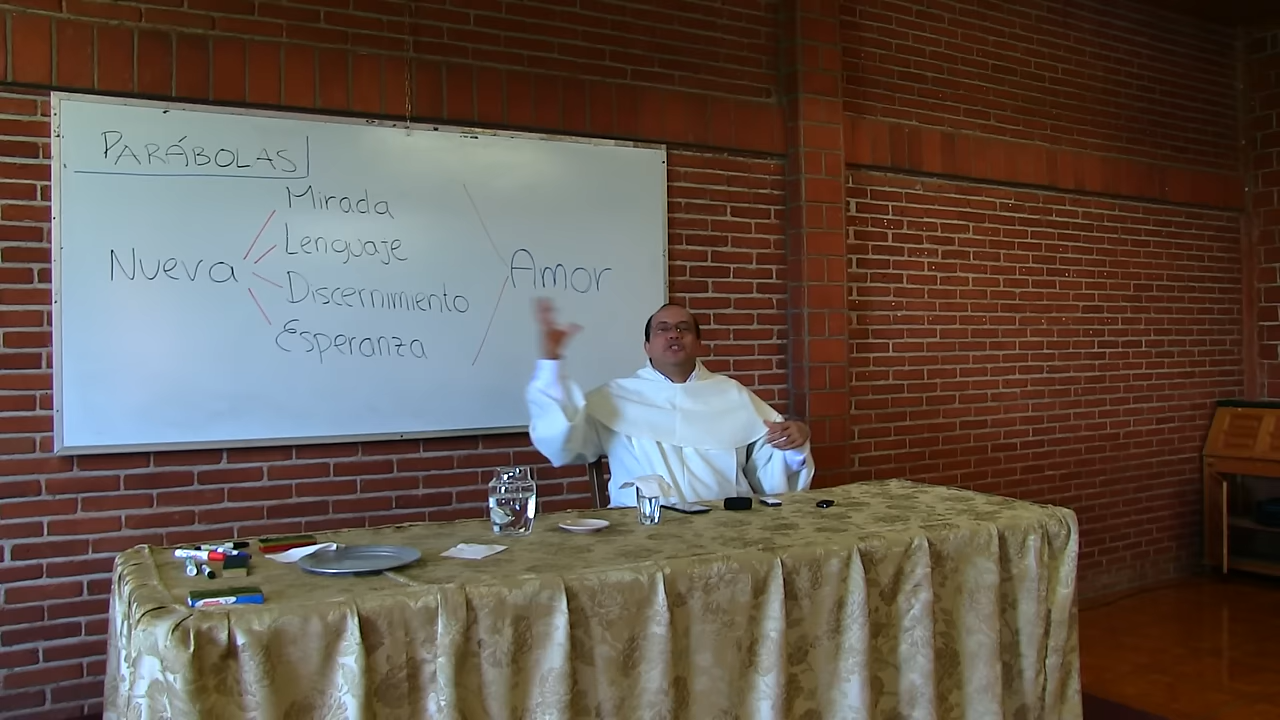 PARÁBOLAS
Mirada
Lenguaje
Nueva
Amor
Discernimiento
Esperanza